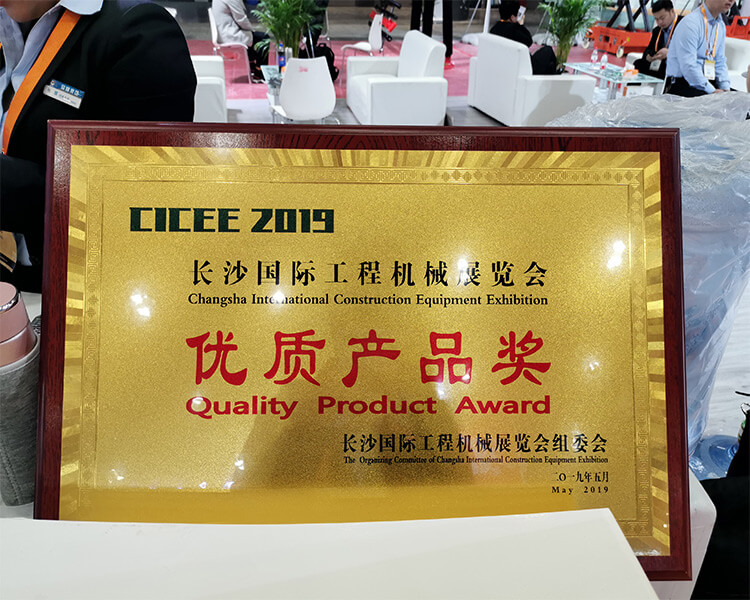 CICEE 2019
长沙国际工程机械展览会
Changsha International Construction Equipment Exhibition
优质产品奖
Quality Product Award
长沙国际工程机械展览会组委会
The Organizing Committee of Changsha International Construction Equipment Exhibition
二〇一九年五月
May 2019